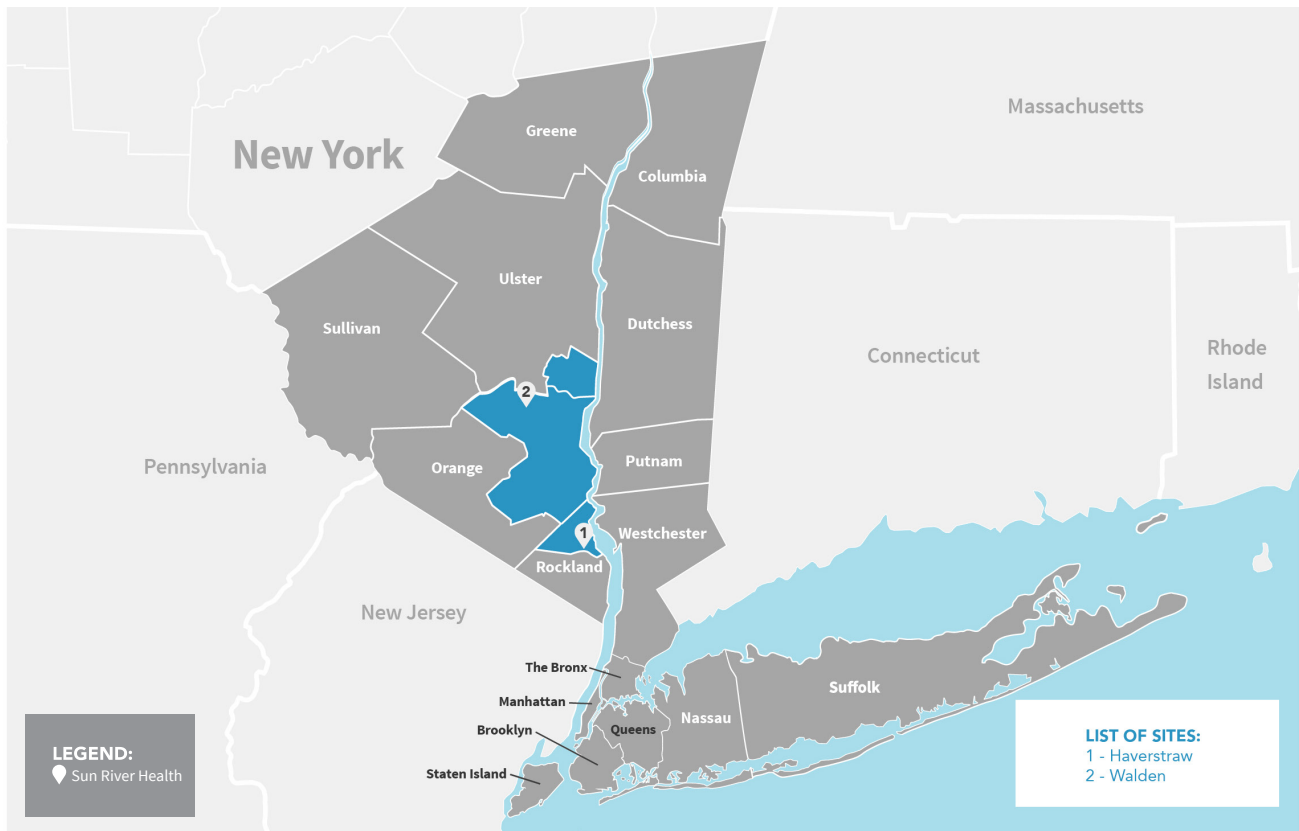 Massachusetts
Greene
New York
Columbia
Ulster
Dutchess
Sullivan
Connecticut
Rhode
Island
2
Pennsylvania
Orange
Putnam
1
Westchester
Rockland
New Jersey
The Bronx
Suffolk
Manhattan
Nassau
Queens
Brooklyn
Staten Island
LEGEND:
Sun River Health
LIST OF SITES:
1 - Haverstraw
2 - Walden